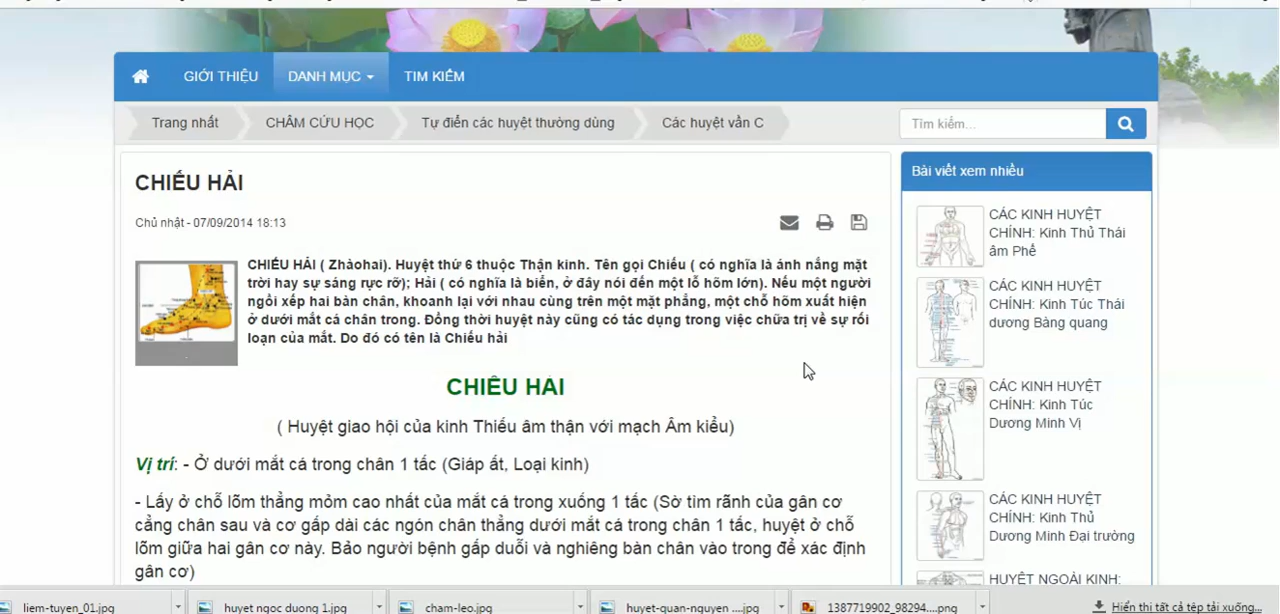 GIỚI THIỆU
DANH MỤC
TIM KIẾM
Trang nhất
CHÂM CỨU HỌC
Tự điển các huyệt thường dùng
Các huyệt vần C
Tìm kiếm...
CHIẾU HẢI
Chủ nhật - 07/09/2014 18:13
CHIẾU HẢI ( Zhàohai). Huyệt thứ 6 thuộc Thận kinh. Tên gọi Chiếu ( có nghĩa là ánh nắng mặt
trời hay sự sáng rực rỡ); Hải ( có nghĩa là biển, ở đây nói đến một lỗ hõm lớn). Nếu một người
ngồi xếp hai bàn chân, khoanh lại với nhau cùng trên một mặt phẳng, một chỗ hõm xuất hiện
ở dưới mắt cá chân trong. Đồng thời huyệt này cũng có tác dụng trong việc chữa trị về sự rối
loạn của mắt. Do đó có tên là Chiếu hải
CHIẾU HẢI
( Huyệt giao hội của kinh Thiếu âm thận với mạch Âm kiểu)
Vị trí: - Ở dưới mắt cá trong chân 1 tấc (Giáp ất, Loại kinh)
- Lấy ở chỗ lõm thẳng mỏm cao nhất của mắt cá trong xuống 1 tấc (Sờ tìm rãnh của gân cơ
cẳng chân sau và cơ gấp dài các ngón chân thẳng dưới mắt cá trong chân 1 tấc, huyệt ở chỗ
lõm giữa hai gân cơ này. Bảo người bệnh gấp duỗi và nghiêng bàn chân vào trong để xác định
gân cơ)
Bài viết xem nhiều
CÁC KINH HUYỆT
CHÍNH: Kinh Thủ Thái
âm Phế
CÁC KINH HUYỆT
CHÍNH: Kinh Túc Thái
dương Bàng quang
CÁC KINH HUYỆT
CHÍNH: Kinh Túc
Dương Minh Vị
CÁC KINH HUYỆT
CHÍNH: Kinh Thủ
Dương Minh Đại trường
HUYỆT NGOÀI KINH:
liem-tuyen_01.jpg
huyet ngoc duong 1.jpg
cham-leo.jpg
huyet-quan-nguyen ....jpg
1387719902_98294....png
Hiển thị tất cả tệp tải xuống...